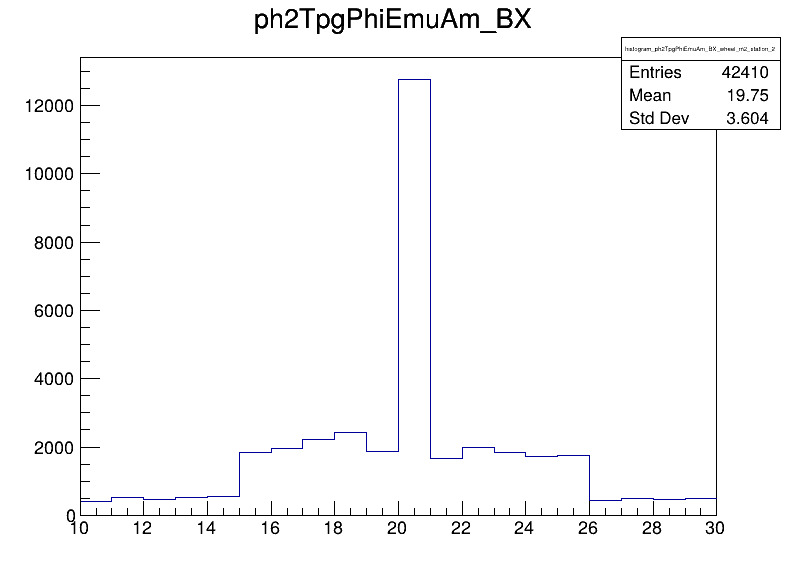 ph2TpgPhiEmuAm_BX
histogram_ph2TpgPhiEmuAm_BX_wheel_m2_station_2
Entries 42410
Mean 19.75
Std Dev 3.604
12000
10000
8000
6000
4000
2000
0
10 12 14 16 18 20 22 24 26 28 30